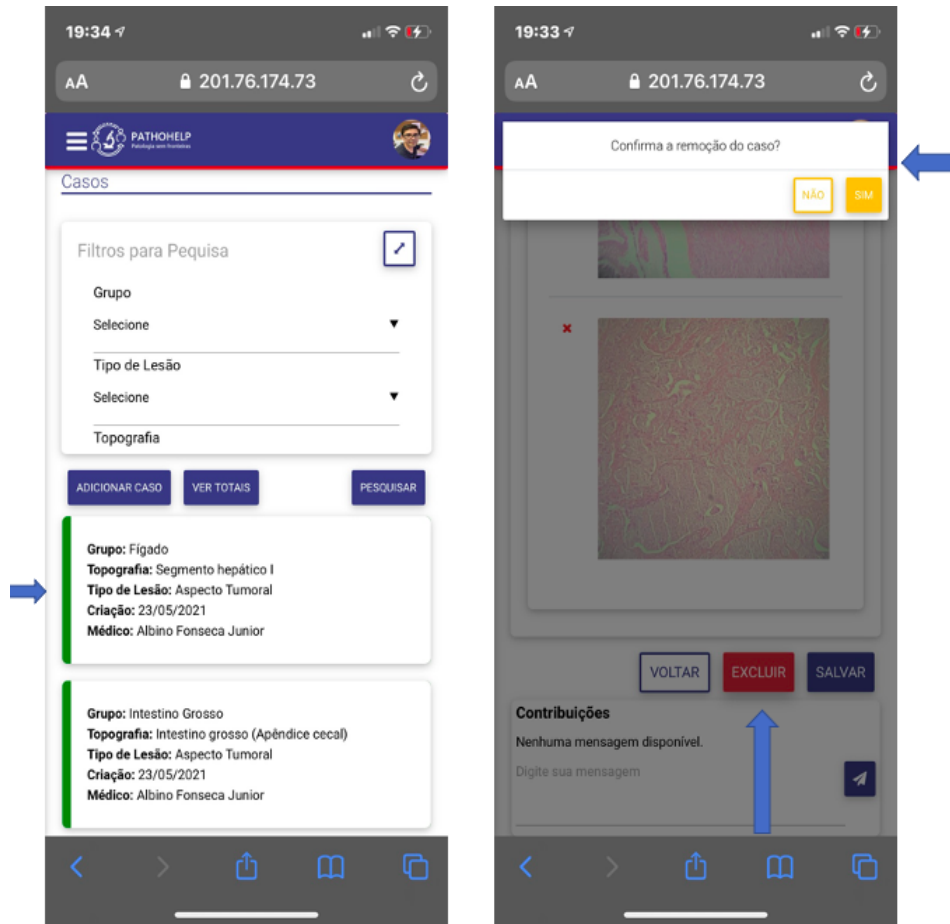 19:34
AA 201.76.174.73
PATHOHELP
Patologia sem fronteiras
Casos
Filtros para Pequisa
Grupo
Selecione
Tipo de Lesão
Selecione
Topografia
ADICIONAR CASO VER TOTAIS PESQUISAR
Grupo: Fígado
Topografia: Segmento hepático I
Tipo de Lesão: Aspecto Tumoral
Criação: 23/05/2021
Médico: Albino Fonseca Junior
Grupo: Intestino Grosso
Topografia: Intestino grosso (Apêndice cecal)
Tipo de Lesão: Aspecto Tumoral
Criação: 23/05/2021
Médico: Albino Fonseca Junior
19:33
AA 201.76.174.73
Confirma a remoção do caso?
NÃO SIM
VOLTAR EXCLUIR SALVAR
Contribuições
Nenhuma mensagem disponível.
Digite sua mensagem